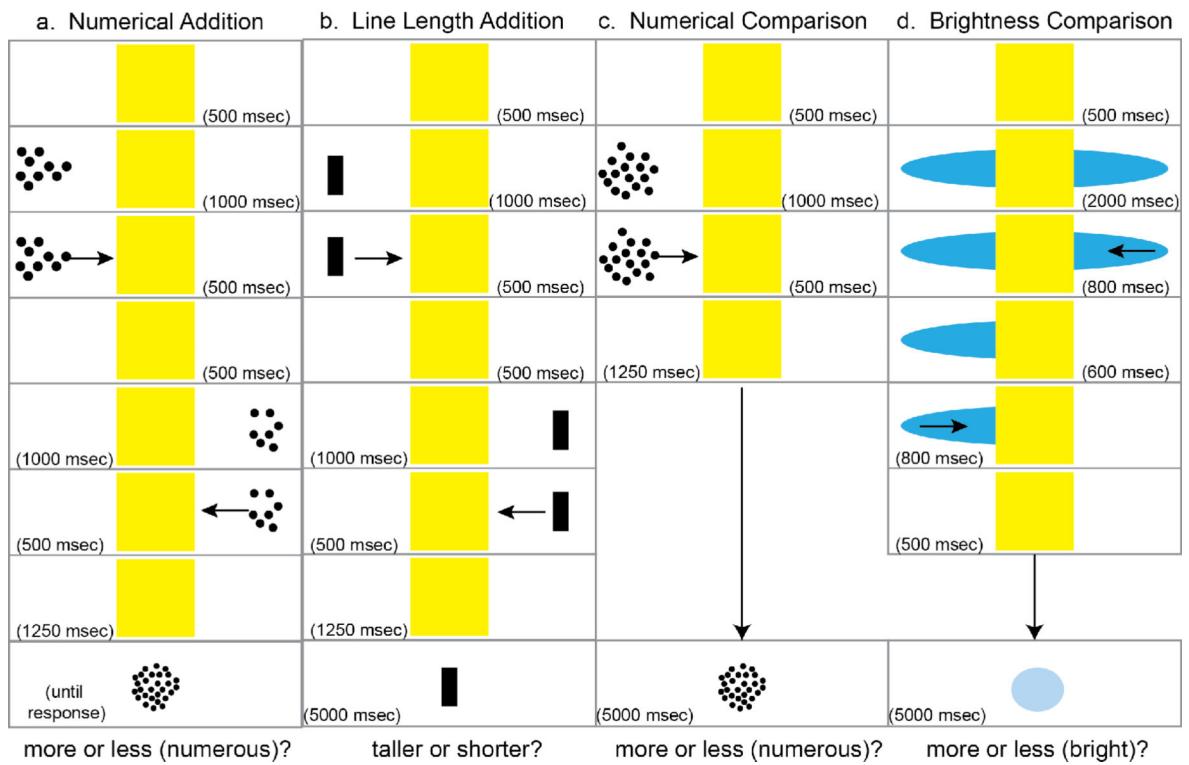 a. Numerical Addition
(500 msec)
(1000 msec)
(500 msec)
(500 msec)
(1000 msec)
(500 msec)
(1250 msec)
(until
response)
more or less (numerous)?
b. Line Length Addition
(500 msec)
(1000 msec)
(500 msec)
(500 msec)
(1000 msec)
(500 msec)
(1250 msec)
(5000 msec)
taller or shorter?
c. Numerical Comparison
(500 msec)
(1000 msec)
(500 msec)
(1250 msec)
(5000 msec)
more or less (numerous)?
d. Brightness Comparison
(500 msec)
(2000 msec)
(800 msec)
(600 msec)
(800 msec)
(500 msec)
(5000 msec)
more or less (bright)?